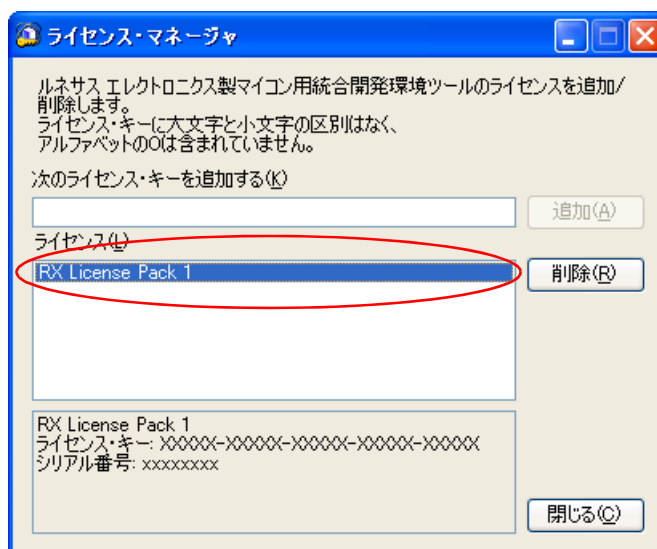 ライセンス・マネージャ
ルネサス エレクトロニクス製マイコン用統合開発環境ツールのライセンスを追加/
削除します。
ライセンス・キーに大文字と小文字の区別はなく、
アルファベットのOは含まれていません。
次のライセンス・キーを追加する(K)
追加(A)
ライセンス(L)
RX License Pack 1
削除(R)
RX License Pack 1
ライセンス・キー: XXXXX-XXXXX-XXXXX-XXXXX-XXXXX
シリアル番号: xxxxxxxx
閉じる(C)